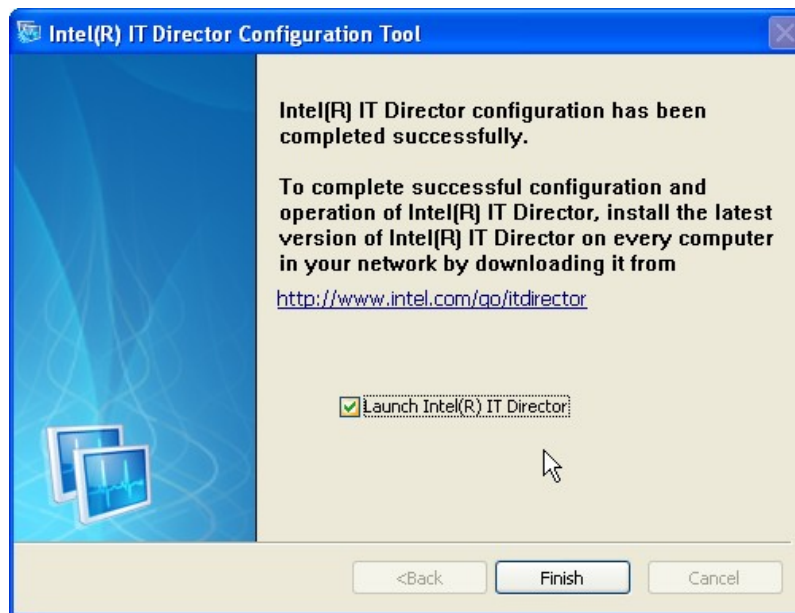 Intel(R) IT Director Configuration Tool
Intel(R) IT Director configuration has been
completed successfully.
To complete successful configuration and
operation of Intel(R) IT Director, install the latest
version of Intel(R) IT Director on every computer
in your network by downloading it from
http://www.intel.com/go/itdirector
Launch Intel(R) IT Director
<Back
Finish
Cancel